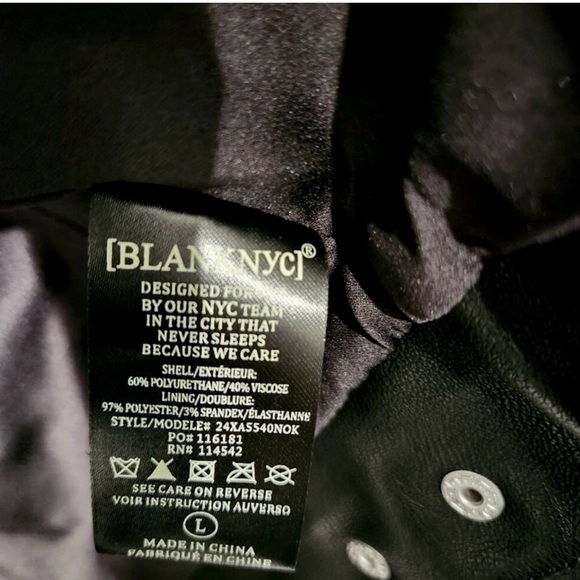 [BLANKNYC]®
DESIGNED FOR
BY OUR NYC TEAM
IN THE CITY THAT
NEVER SLEEPS
BECAUSE WE CARE
SHELL/EXTÉRIEUR:
60% POLYURETHANE/40% VISCOSE
LINING/DOUBLURE:
97% POLYESTER/3% SPANDEX/ÉLASTHANNE
STYLE/MODELE# 24XA5540NOK
PO# 116181
RN# 114542
SEE CARE ON REVERSE
VOIR INSTRUCTION AUVERSO
L
MADE IN CHINA
FABRIQUÉ EN CHINE